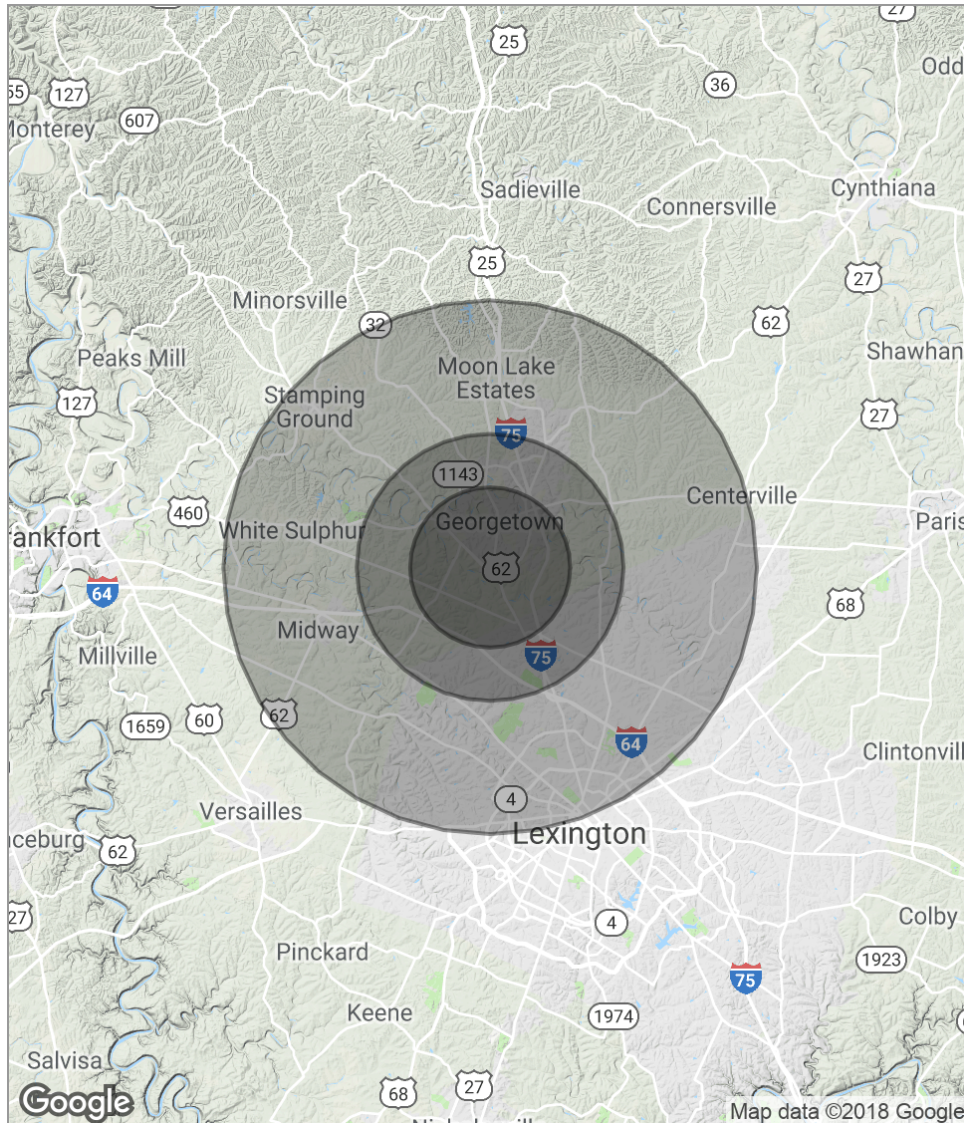 27
25
Odd
55
127
36
607
Monterey
Sadieville
Cynthiana
Connersville
25
27
Minorsville
32
62
Peaks Mill
Shawhan
Moon Lake
Estates
127
Stamping
Ground
27
75
1143
Centerville
460
Georgetown
Paris
White Sulphur
ankfort
62
64
68
Midway
Millville
75
1659
60
62
64
Clintonvill
4
Versailles
Lexington
nceburg
62
27
4
Colby
Pinckard
1923
75
Keene
1974
Salvisa
68
27
Google
Map data ©2018 Google